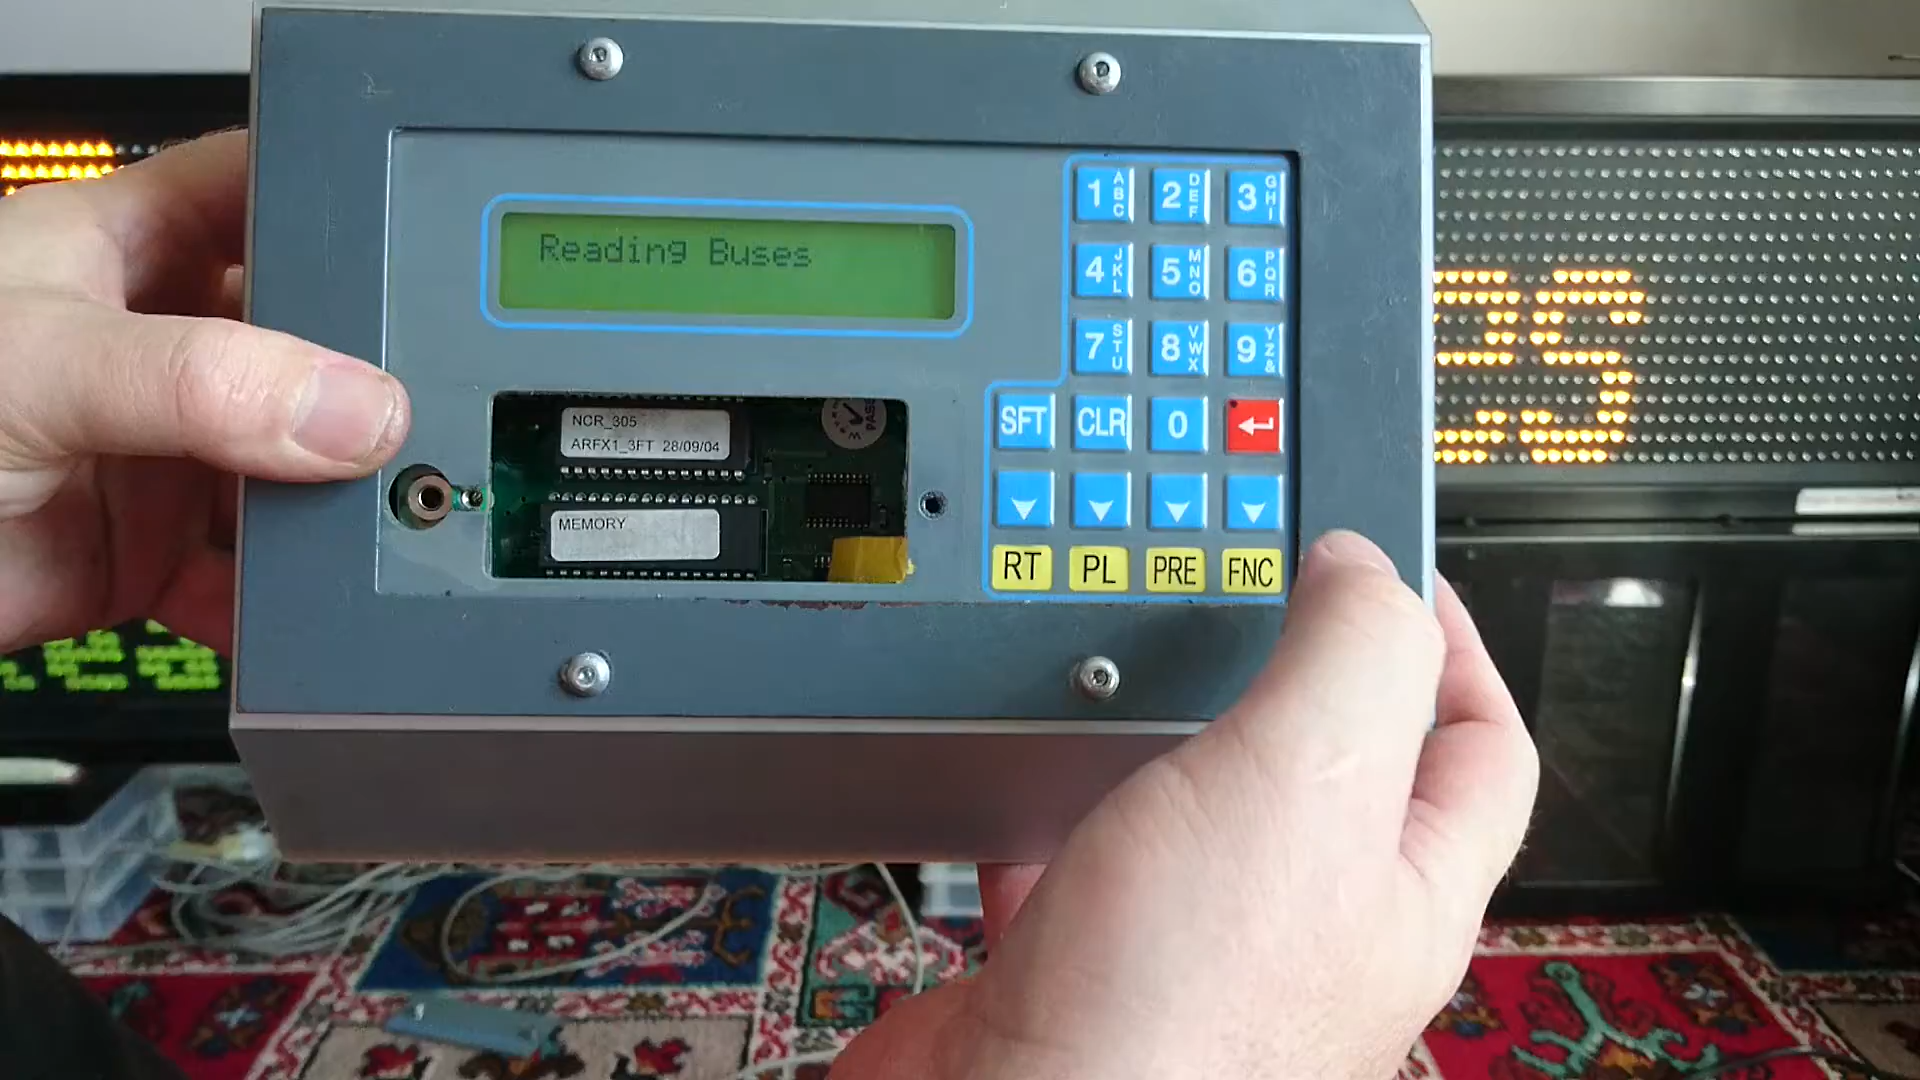 Reading Buses
1 ABC 2 DEF 3 GHI
4 JKL 5 MNO 6 PQR
7 STU 8 VWX 9 YZ&
SFT CLR 0
RT PL PRE FNC
NCR_305
ARFX1_3FT 28/09/04
PASS
MEMORY